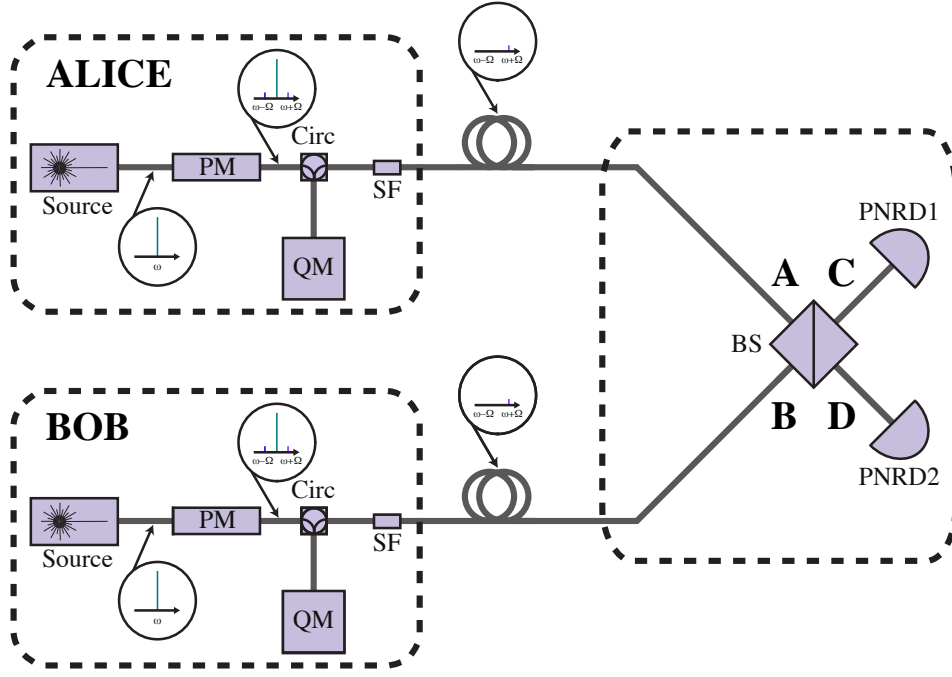 ALICE
ω−Ω ω+Ω
Circ
PM
SF
Source
ω
QM
ω−Ω ω+Ω
BOB
ω−Ω ω+Ω
Circ
PM
SF
Source
ω
QM
ω−Ω ω+Ω
PNRD1
A C
BS
B D
PNRD2